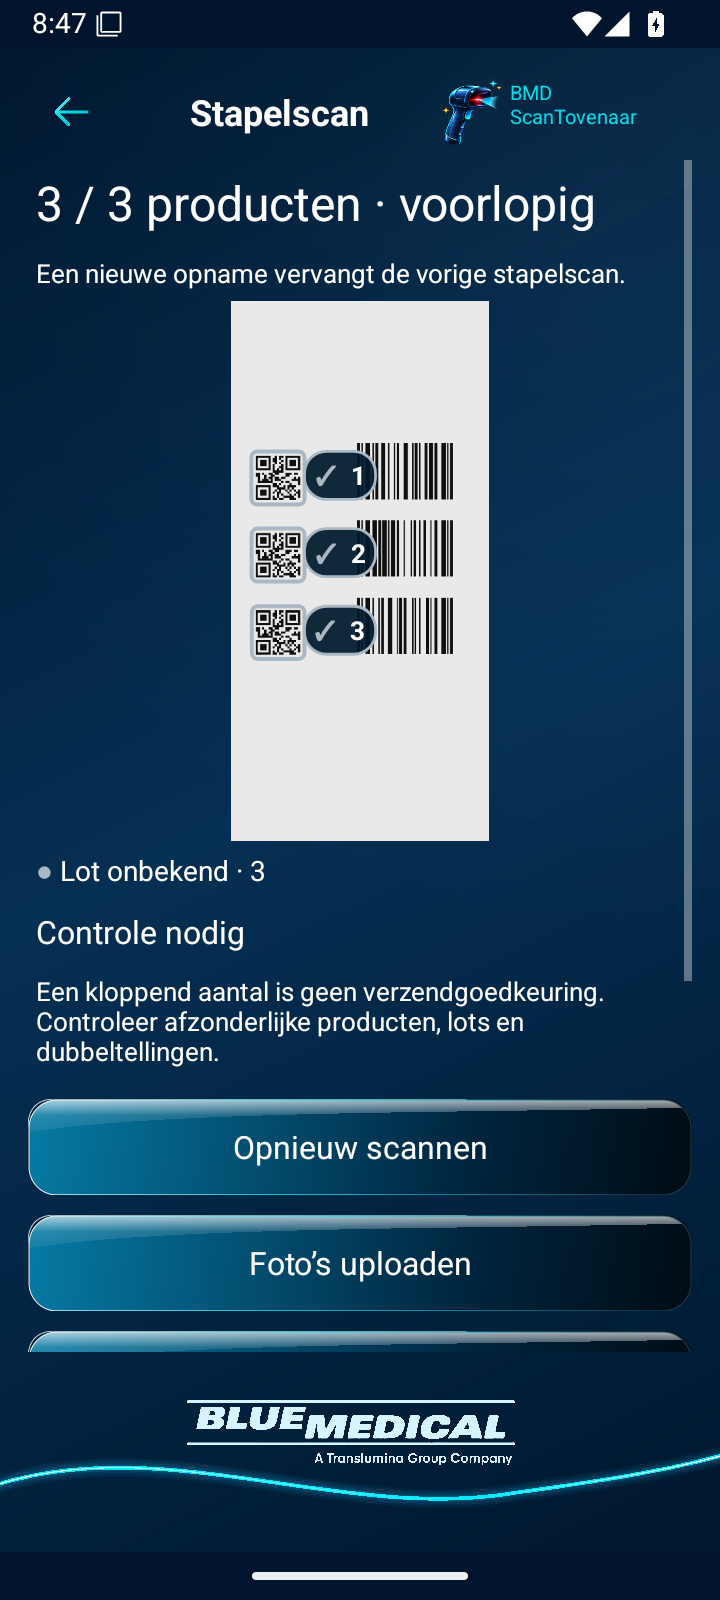 8:47
Stapelscan
BMD
ScanTovenaar
3 / 3 producten · voorlopig
Een nieuwe opname vervangt de vorige stapelscan.
✓ 1
✓ 2
✓ 3
Lot onbekend · 3
Controle nodig
Een kloppend aantal is geen verzendgoedkeuring.
Controleer afzonderlijke producten, lots en
dubbeltellingen.
Opnieuw scannen
Foto’s uploaden
BLUEMEDICAL
A Translumina Group Company